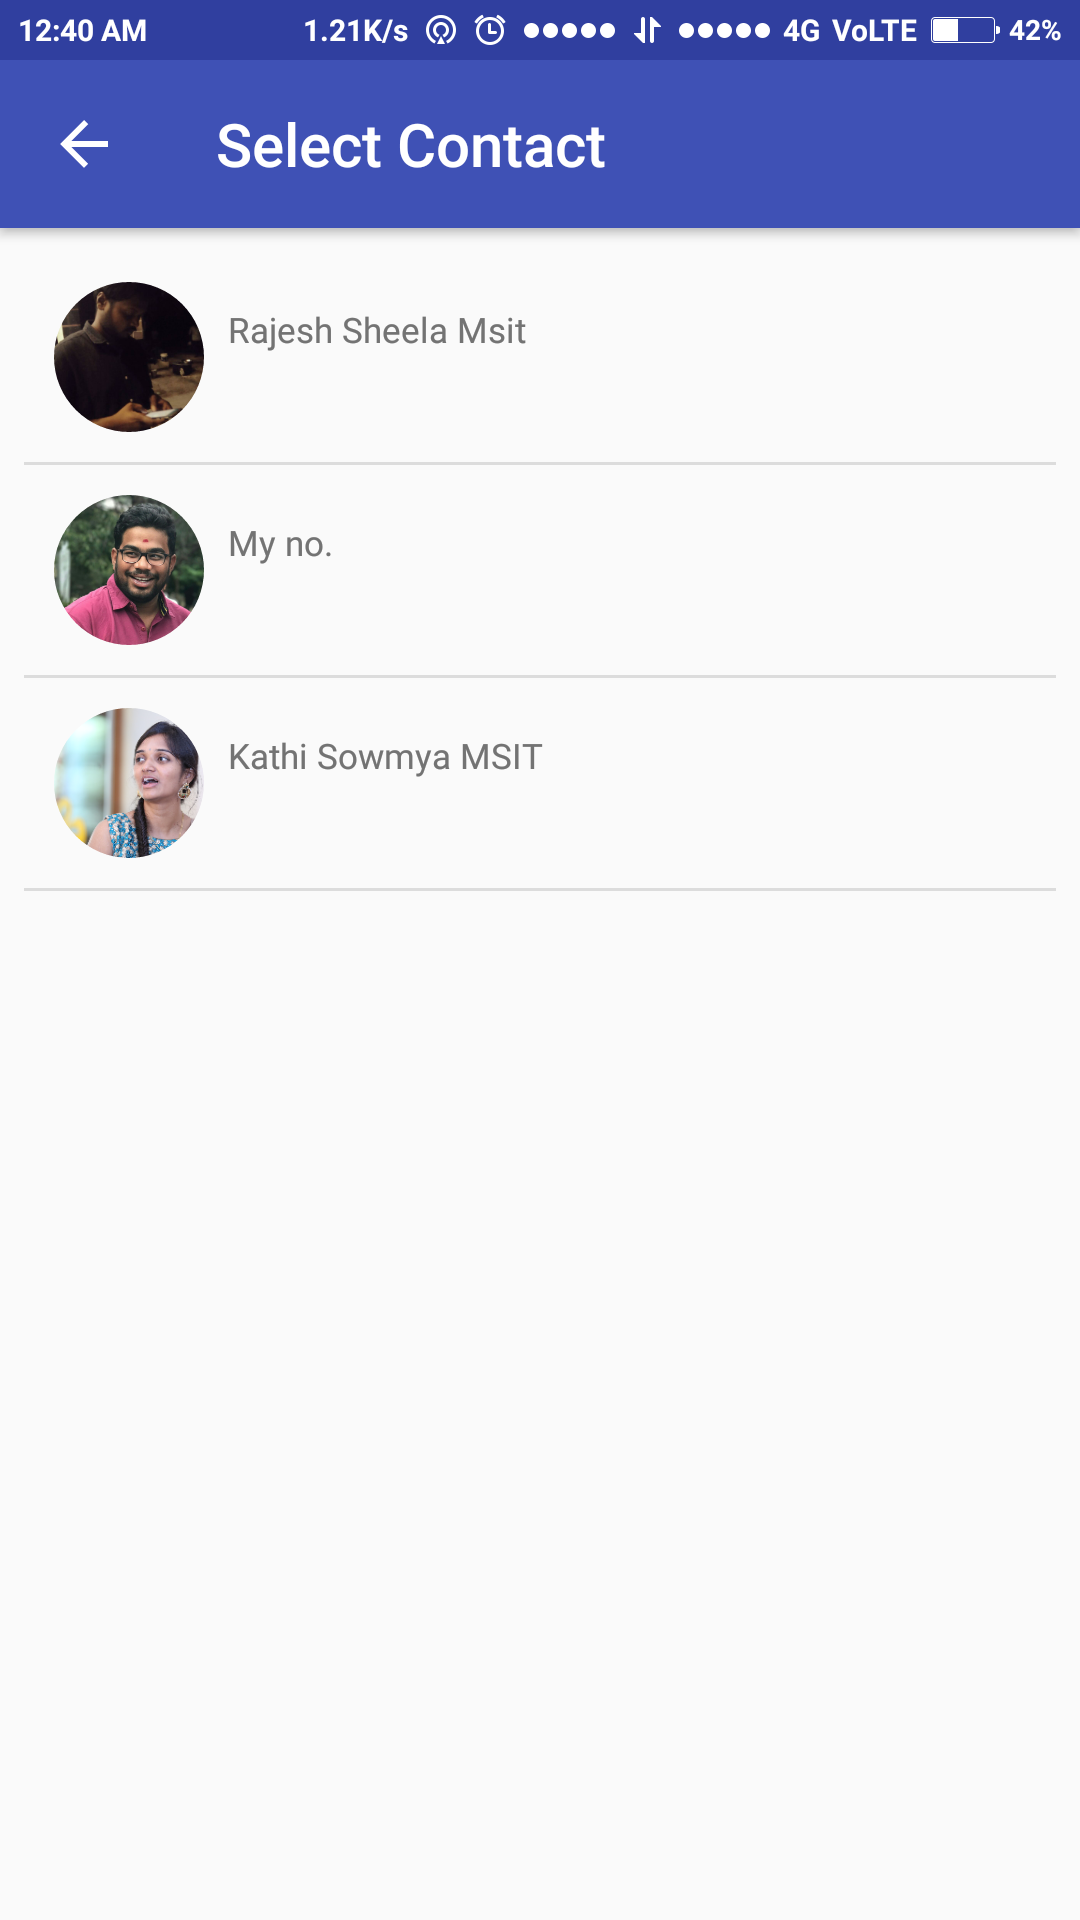 12:40 AM 1.21K/s 4G VoLTE 42%
Select Contact
Rajesh Sheela Msit
My no.
Kathi Sowmya MSIT